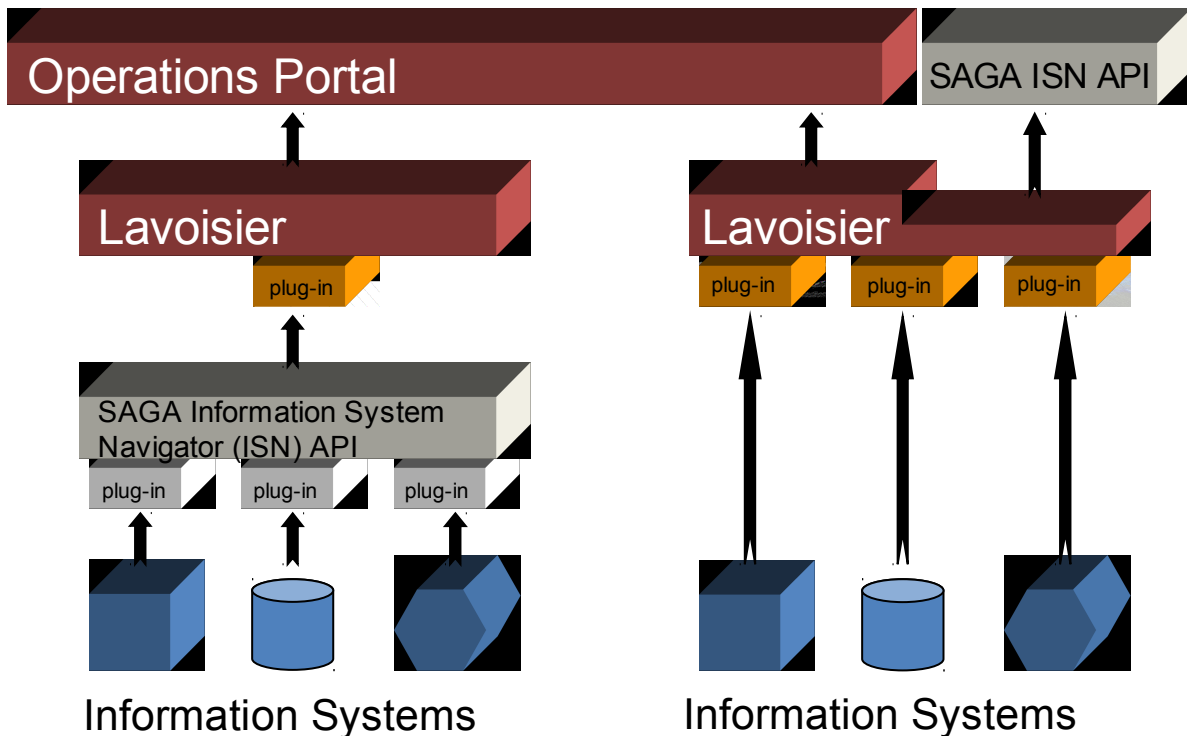 Operations Portal
SAGA ISN API
Lavoisier
Lavoisier
plug-in
plug-in
plug-in
plug-in
SAGA Information System
Navigator (ISN) API
plug-in
plug-in
plug-in
Information Systems
Information Systems